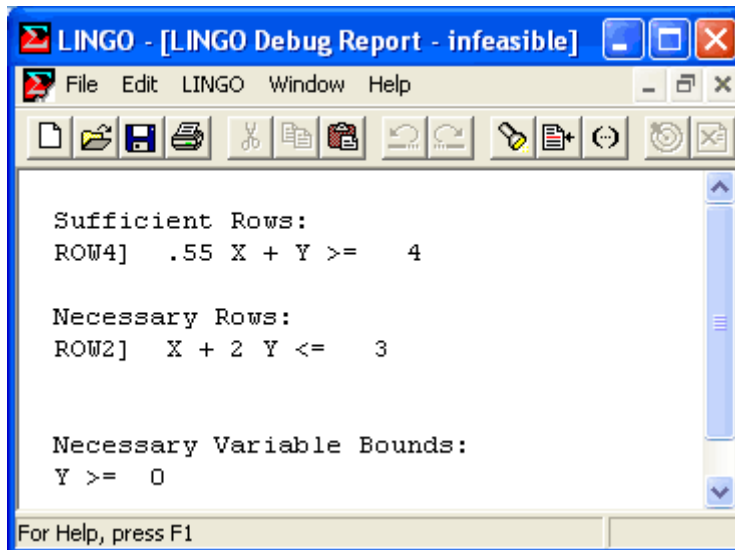 LINGO - [LINGO Debug Report - infeasible]
File Edit LINGO Window Help
Sufficient Rows:
ROW4] .55 X + Y >= 4
Necessary Rows:
ROW2] X + 2 Y <= 3
Necessary Variable Bounds:
Y >= 0
For Help, press F1